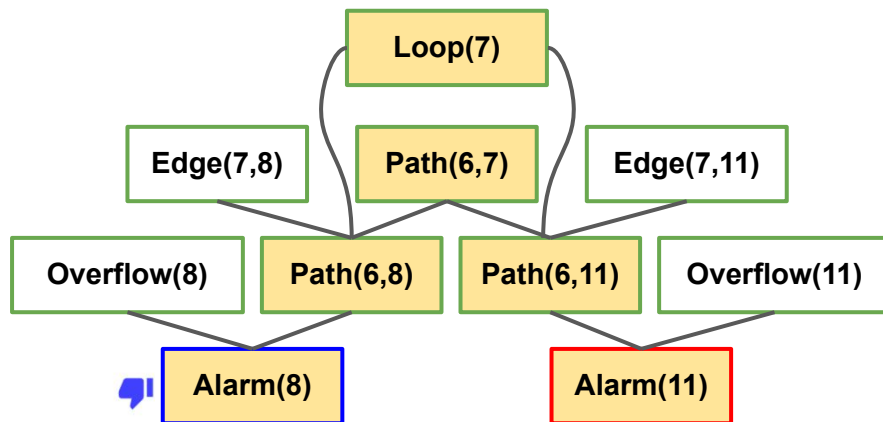 Loop(7)
Edge(7,8)
Path(6,7)
Edge(7,11)
Overflow(8)
Path(6,8)
Path(6,11)
Overflow(11)
Alarm(8)
Alarm(11)